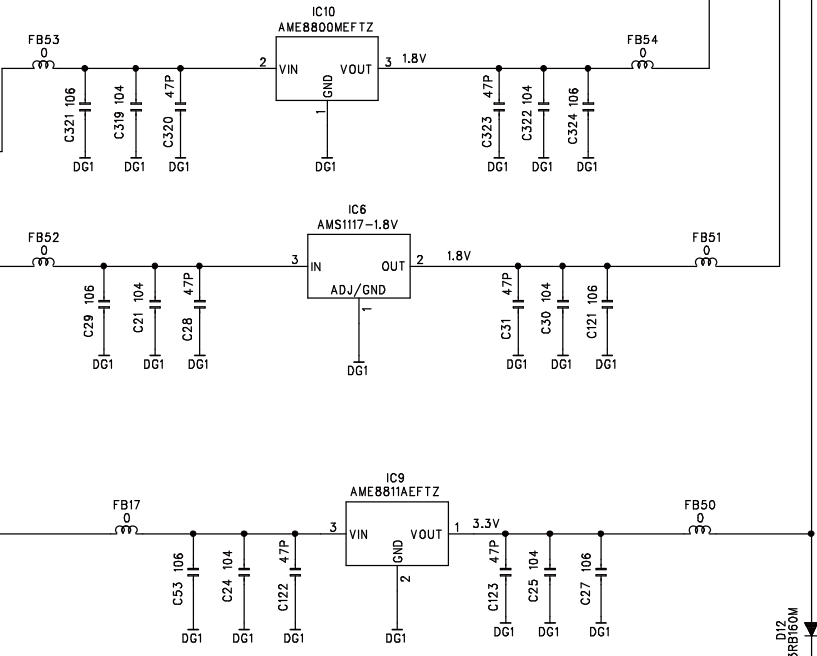 IC10
AME8800MEFTZ
FB53
0
2
VIN
VOUT
GND
1
3
1.8V
FB54
0
C321 106
C319 104
C320 47P
C323 47P
C322 104
C324 106
DG1
DG1
DG1
DG1
DG1
DG1
DG1
IC6
AMS1117-1.8V
FB52
0
3
IN
OUT
ADJ/GND
1
2
1.8V
FB51
0
C29 106
C21 104
C28 47P
C31 47P
C30 104
C121 106
DG1
DG1
DG1
DG1
DG1
DG1
DG1
IC9
AME8811AEFTZ
FB17
0
3
VIN
VOUT
GND
2
1
3.3V
FB50
0
C53 106
C24 104
C122 47P
C123 47P
C25 104
C27 106
DG1
DG1
DG1
DG1
DG1
DG1
DG1
D12
RB160M